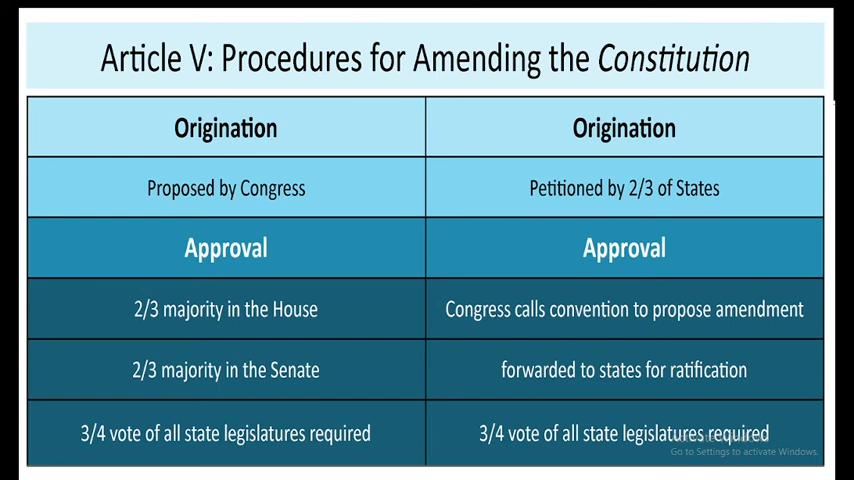 Article V: Procedures for Amending the Constitution
Origination
Origination
Proposed by Congress
Petitioned by 2/3 of States
Approval
Approval
2/3 majority in the House
Congress calls convention to propose amendment
2/3 majority in the Senate
forwarded to states for ratification
3/4 vote of all state legislatures required
3/4 vote of all state legislatures required
Go to Settings to activate Windows.